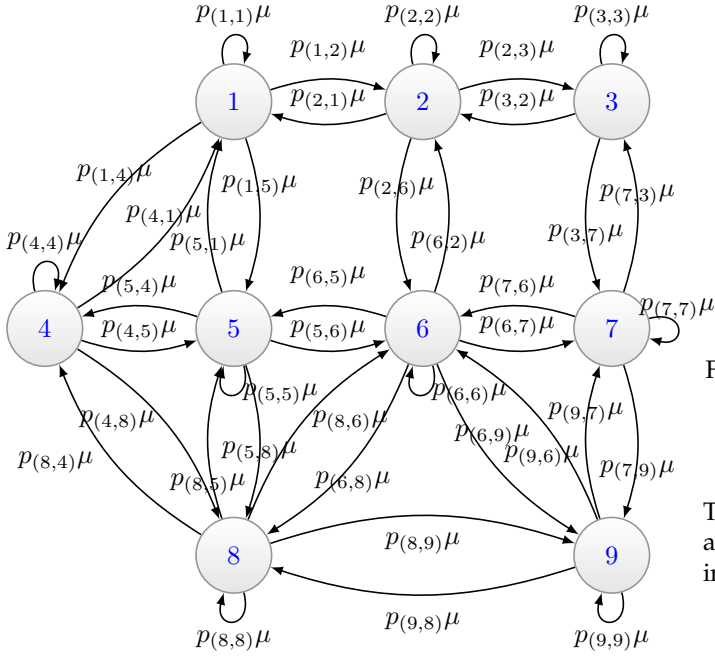 p(1,1)μ p(2,2)μ p(3,3)μ
p(1,2)μ p(2,3)μ
1 p(2,1)μ 2 p(3,2)μ 3
p(1,4)μ p(1,5)μ p(2,6)μ p(7,3)μ
p(4,1)μ
p(4,4)μ p(5,1)μ p(6,2)μ p(3,7)μ
p(5,4)μ p(6,5)μ p(7,6)μ
p(7,7)μ
4 p(4,5)μ 5 p(5,6)μ 6 p(6,7)μ 7
F
p(5,5)μ p(6,6)μ
p(4,8)μ p(8,6)μ p(9,7)μ
p(6,9)μ
p(8,4)μ p(5,8)μ p(9,6)μ p(7,9)μ
p(8,5)μ p(6,8)μ
T
a
8 p(8,9)μ 9
in
p(9,8)μ
p(8,8)μ p(9,9)μ